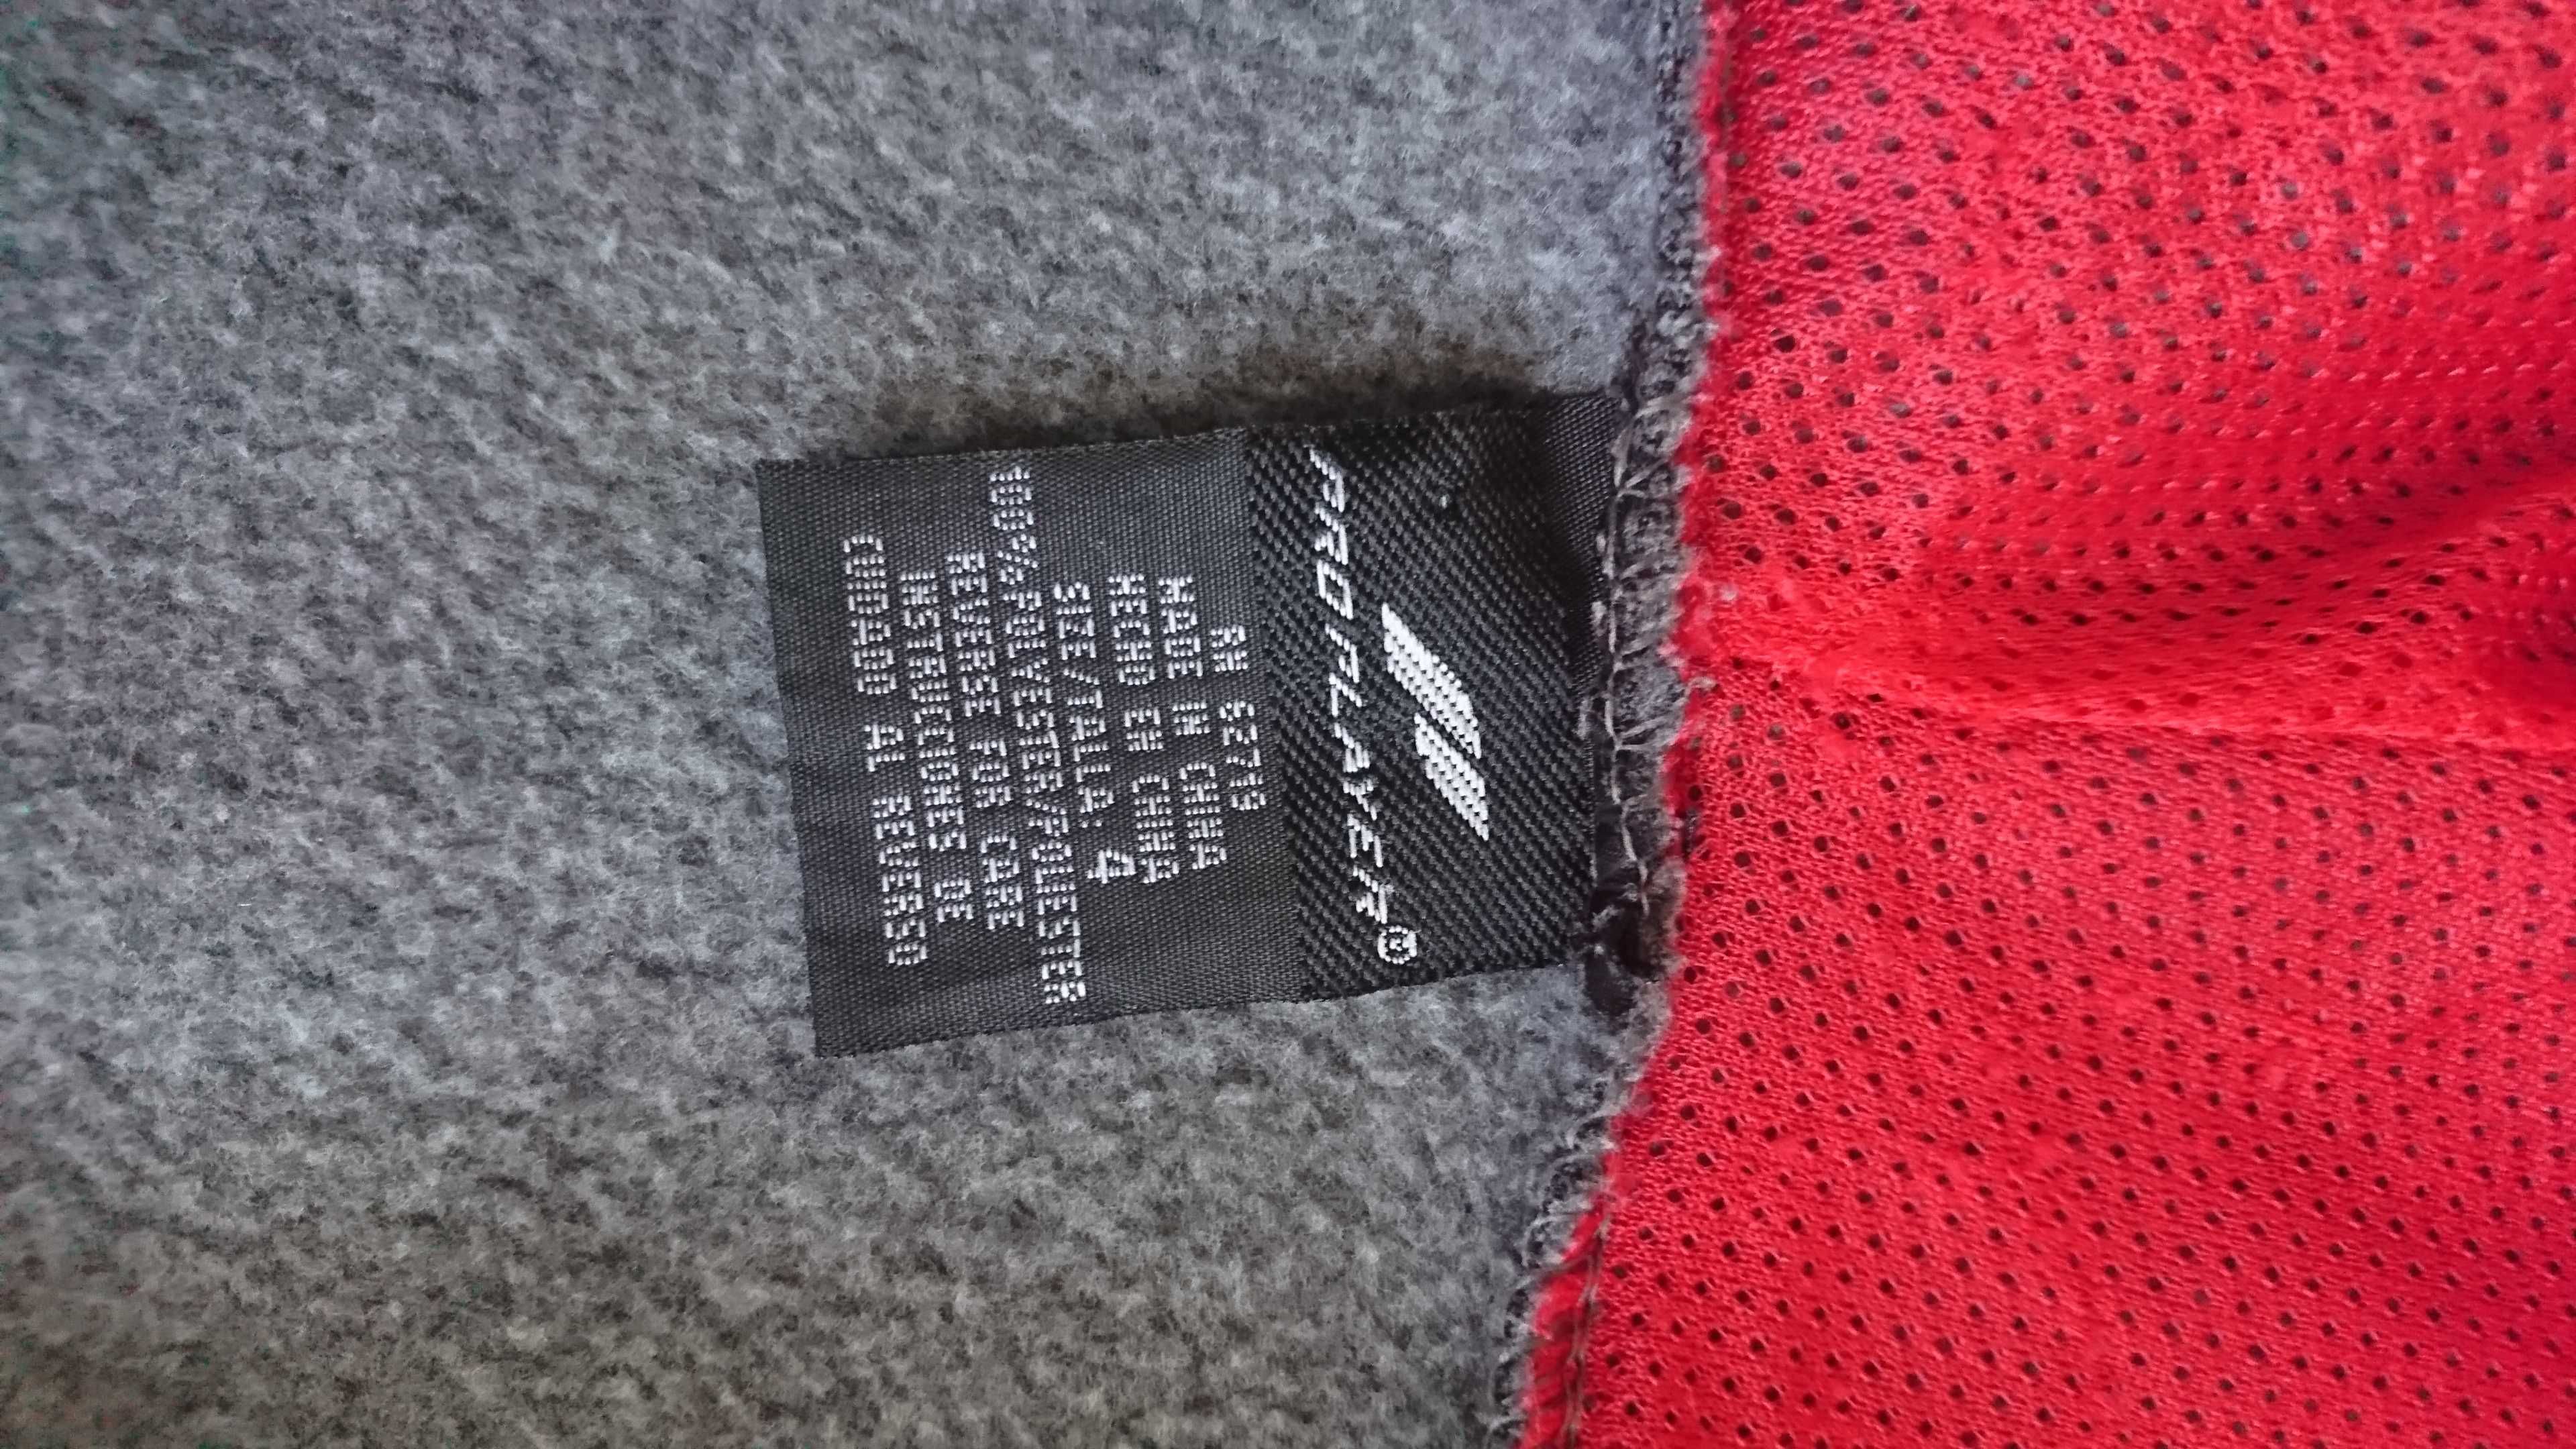 PRO PLAYER®
RN 92719
MADE IN CHINA
HECHO EN CHINA
SIZE/TALLA: 4
100% POLYESTER/POLIESTER
REVERSE FOR CARE
INSTRUCCIONES DE
CUIDADO AL REVERSO